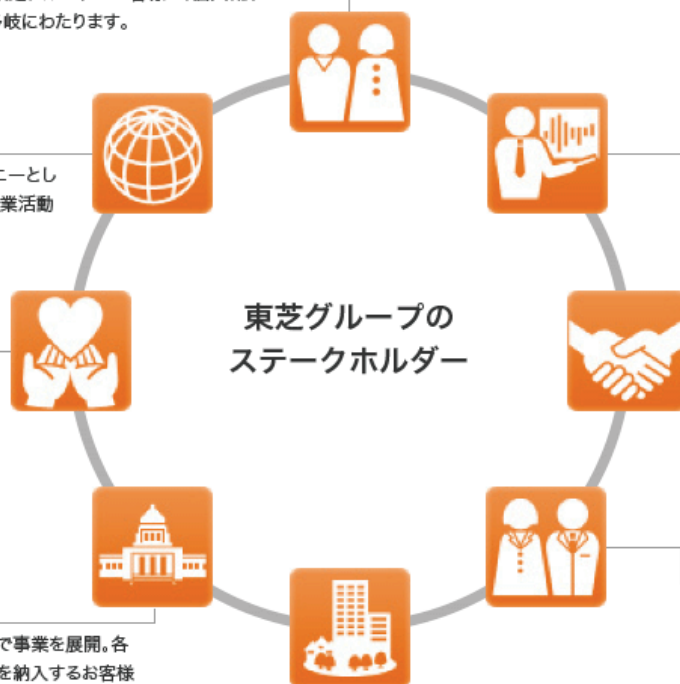 岐にわたります。
ニーとし
業活動
東芝グループの
ステークホルダー
で事業を展開。各
を納入するお客様